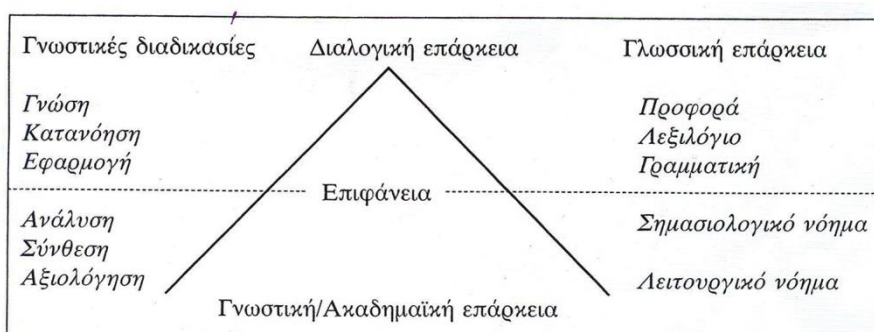 Γνωστικές διαδικασίες
Διαλογική επάρκεια
Γλωσσική επάρκεια
Γνώση
Κατανόηση
Εφαρμογή
Προφορά
Λεξιλόγιο
Γραμματική
Επιφάνεια
Ανάλυση
Σύνθεση
Αξιολόγηση
Σημασιολογικό νόημα
Λειτουργικό νόημα
Γνωστική/Ακαδημαϊκή επάρκεια